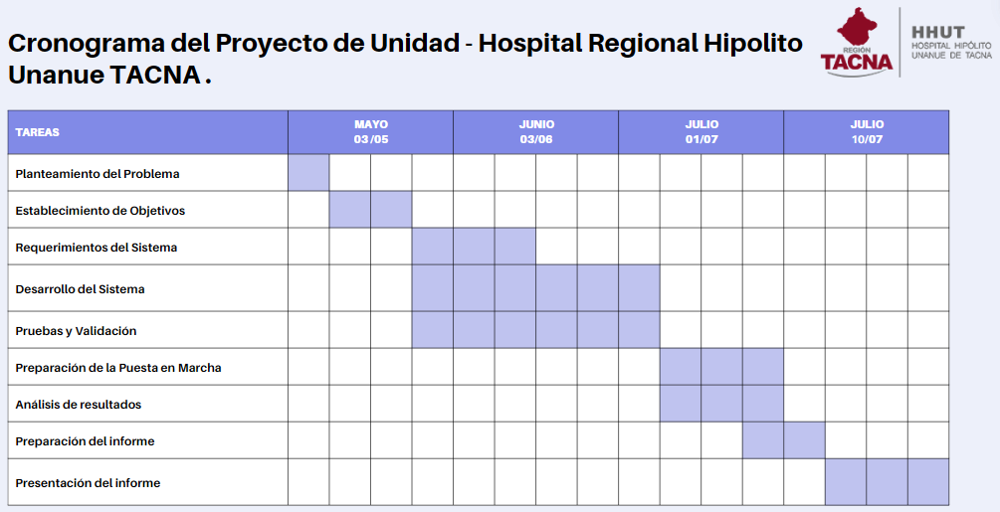 Cronograma del Proyecto de Unidad - Hospital Regional Hipolito
Unanue TACNA .
REGIÓN
TACNA
HHUT
HOSPITAL HIPÓLITO
UNANUE DE TACNA
TAREAS
MAYO
03 /05
JUNIO
03/06
JULIO
01/07
JULIO
10/07
Planteamiento del Problema
Establecimiento de Objetivos
Requerimientos del Sistema
Desarrollo del Sistema
Pruebas y Validación
Preparación de la Puesta en Marcha
Análisis de resultados
Preparación del informe
Presentación del informe